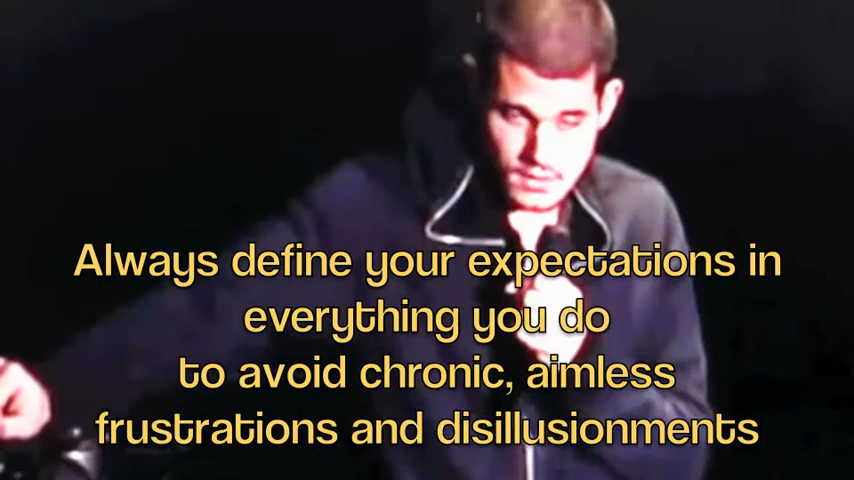 Always define your expectations in
everything you do
to avoid chronic, aimless
frustrations and disillusionments